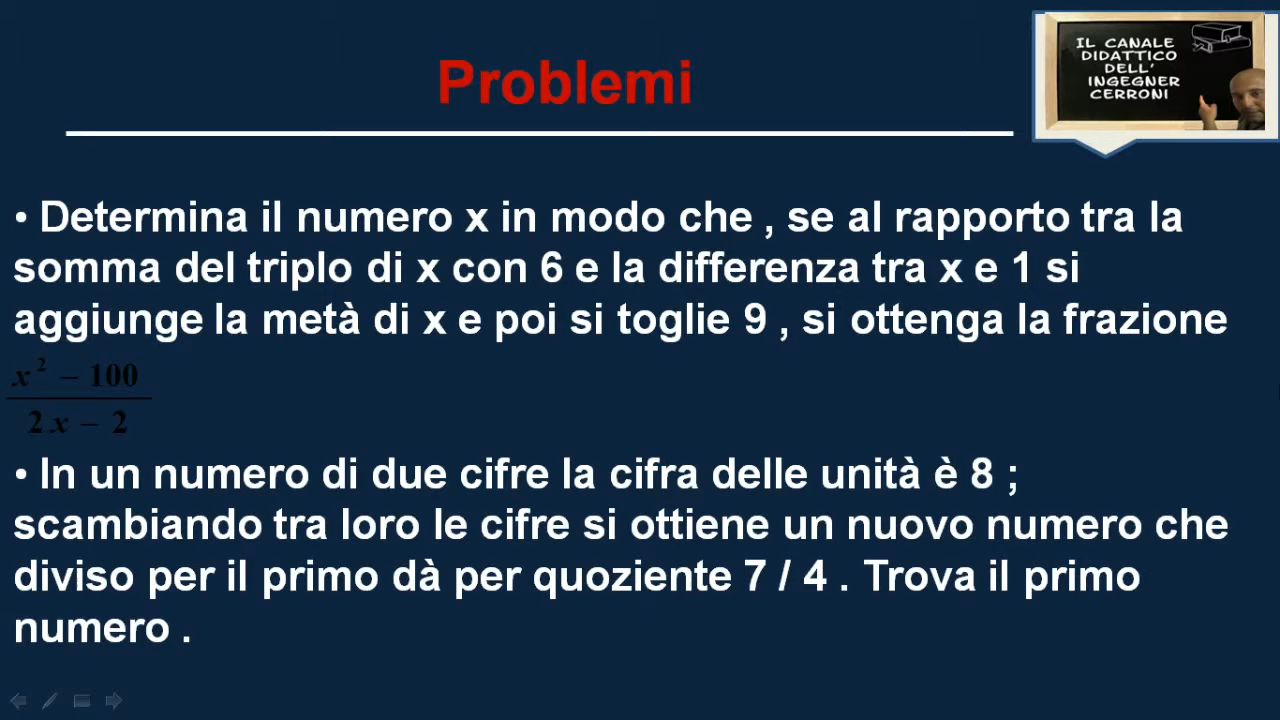 Problemi
IL CANALE
DIDATTICO
DELL'
INGEGNER
CERRONI
• Determina il numero x in modo che , se al rapporto tra la
somma del triplo di x con 6 e la differenza tra x e 1 si
aggiunge la metà di x e poi si toglie 9 , si ottenga la frazione
x² – 100
2x – 2
• In un numero di due cifre la cifra delle unità è 8 ;
scambiando tra loro le cifre si ottiene un nuovo numero che
diviso per il primo dà per quoziente 7 / 4 . Trova il primo
numero .